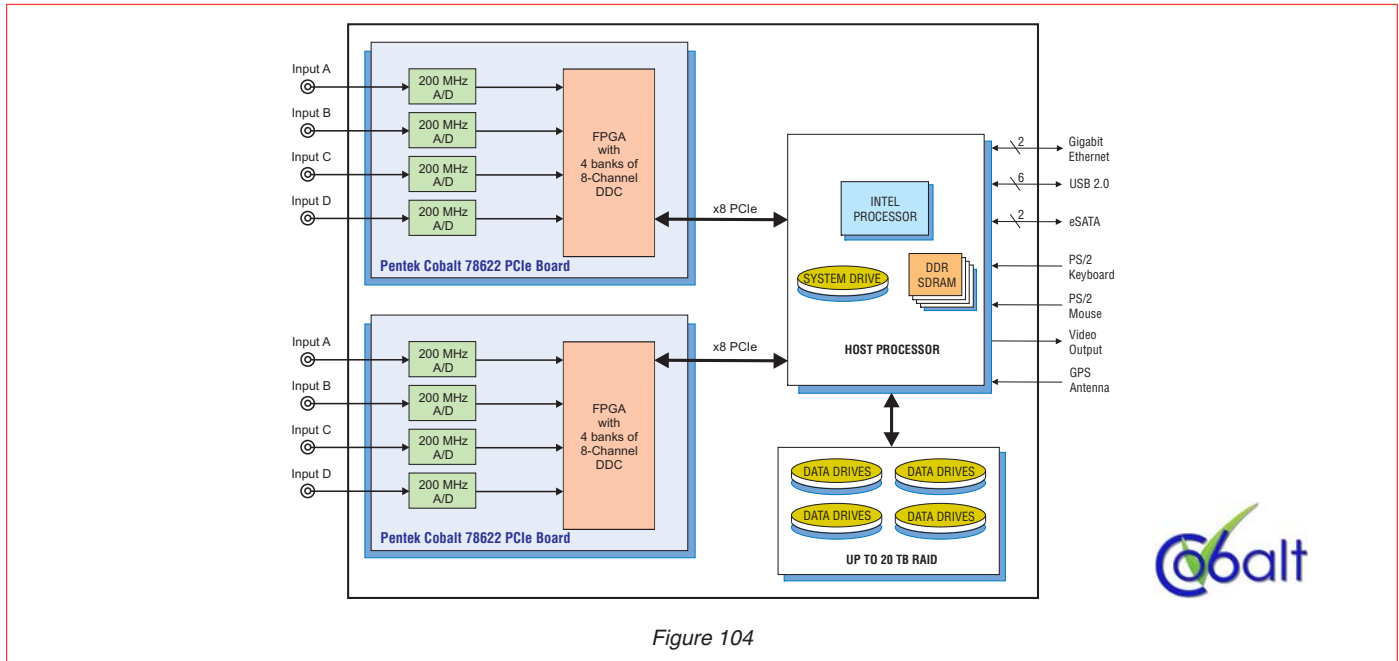 Input A
200 MHz
A/D
Input B
200 MHz
A/D
Input C
200 MHz
A/D
Input D
200 MHz
A/D
FPGA
with
4 banks of
8-Channel
DDC
Pentek Cobalt 78622 PCIe Board
x8 PCIe
Input A
200 MHz
A/D
Input B
200 MHz
A/D
Input C
200 MHz
A/D
Input D
200 MHz
A/D
FPGA
with
4 banks of
8-Channel
DDC
Pentek Cobalt 78622 PCIe Board
x8 PCIe
INTEL
PROCESSOR
SYSTEM DRIVE
DDR
SDRAM
HOST PROCESSOR
2
Gigabit
Ethernet
6
USB 2.0
2
eSATA
PS/2
Keyboard
PS/2
Mouse
Video
Output
GPS
Antenna
DATA DRIVES
DATA DRIVES
DATA DRIVES
DATA DRIVES
UP TO 20 TB RAID
Cobalt
Figure 104